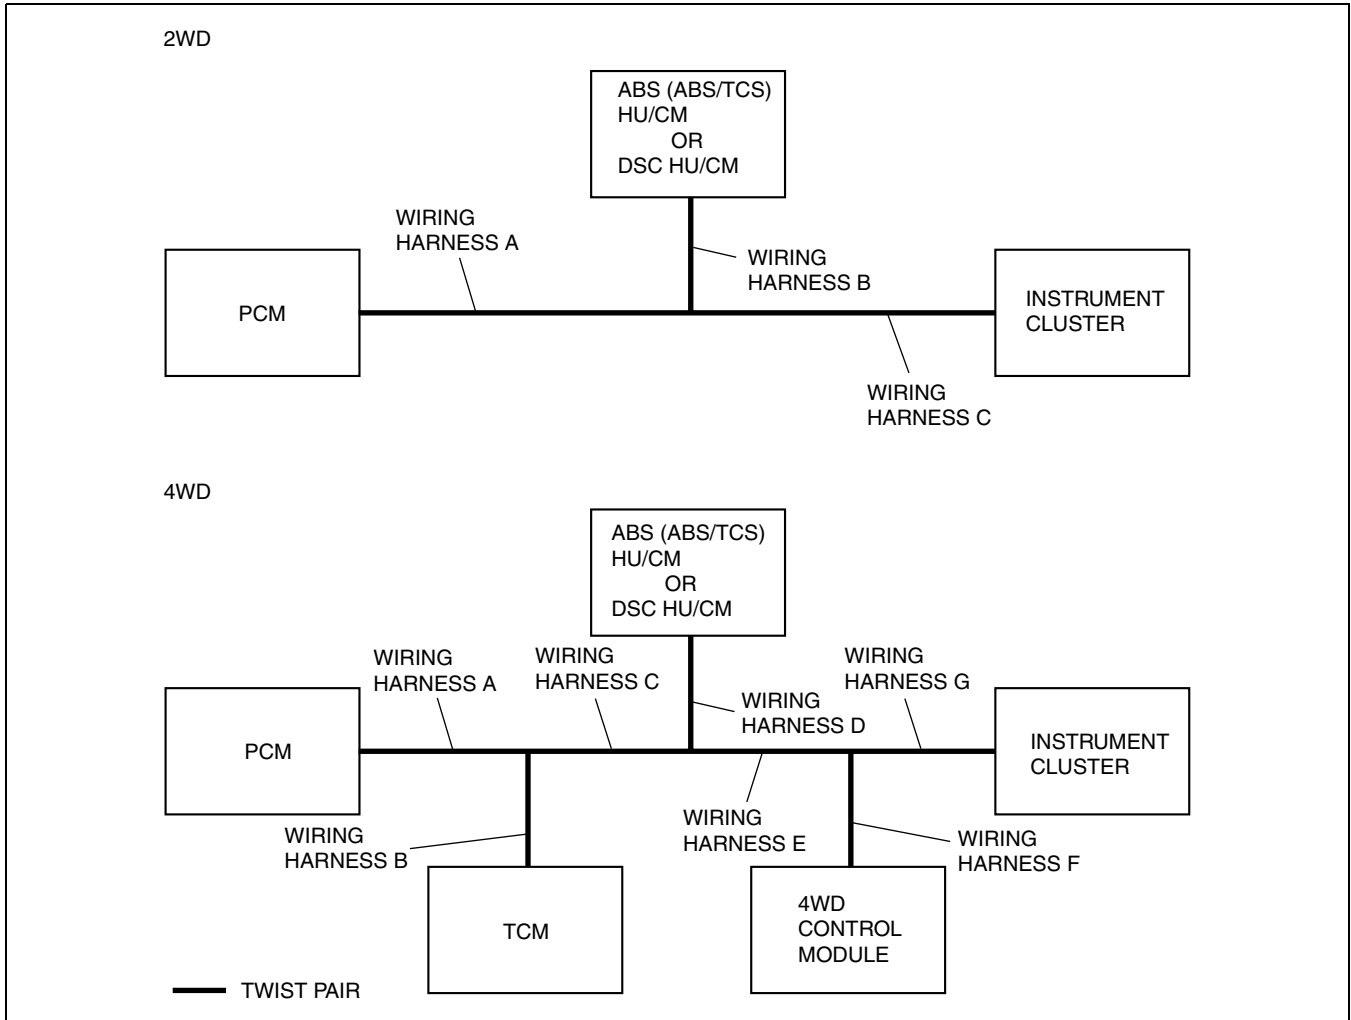 2WD
ABS (ABS/TCS)
HU/CM
OR
DSC HU/CM
WIRING
HARNESS A
WIRING
HARNESS B
PCM
INSTRUMENT
CLUSTER
WIRING
HARNESS C
4WD
ABS (ABS/TCS)
HU/CM
OR
DSC HU/CM
WIRING
HARNESS A
WIRING
HARNESS C
WIRING
HARNESS G
WIRING
HARNESS D
PCM
INSTRUMENT
CLUSTER
WIRING
HARNESS B
WIRING
HARNESS E
WIRING
HARNESS F
TCM
4WD
CONTROL
MODULE
TWIST PAIR